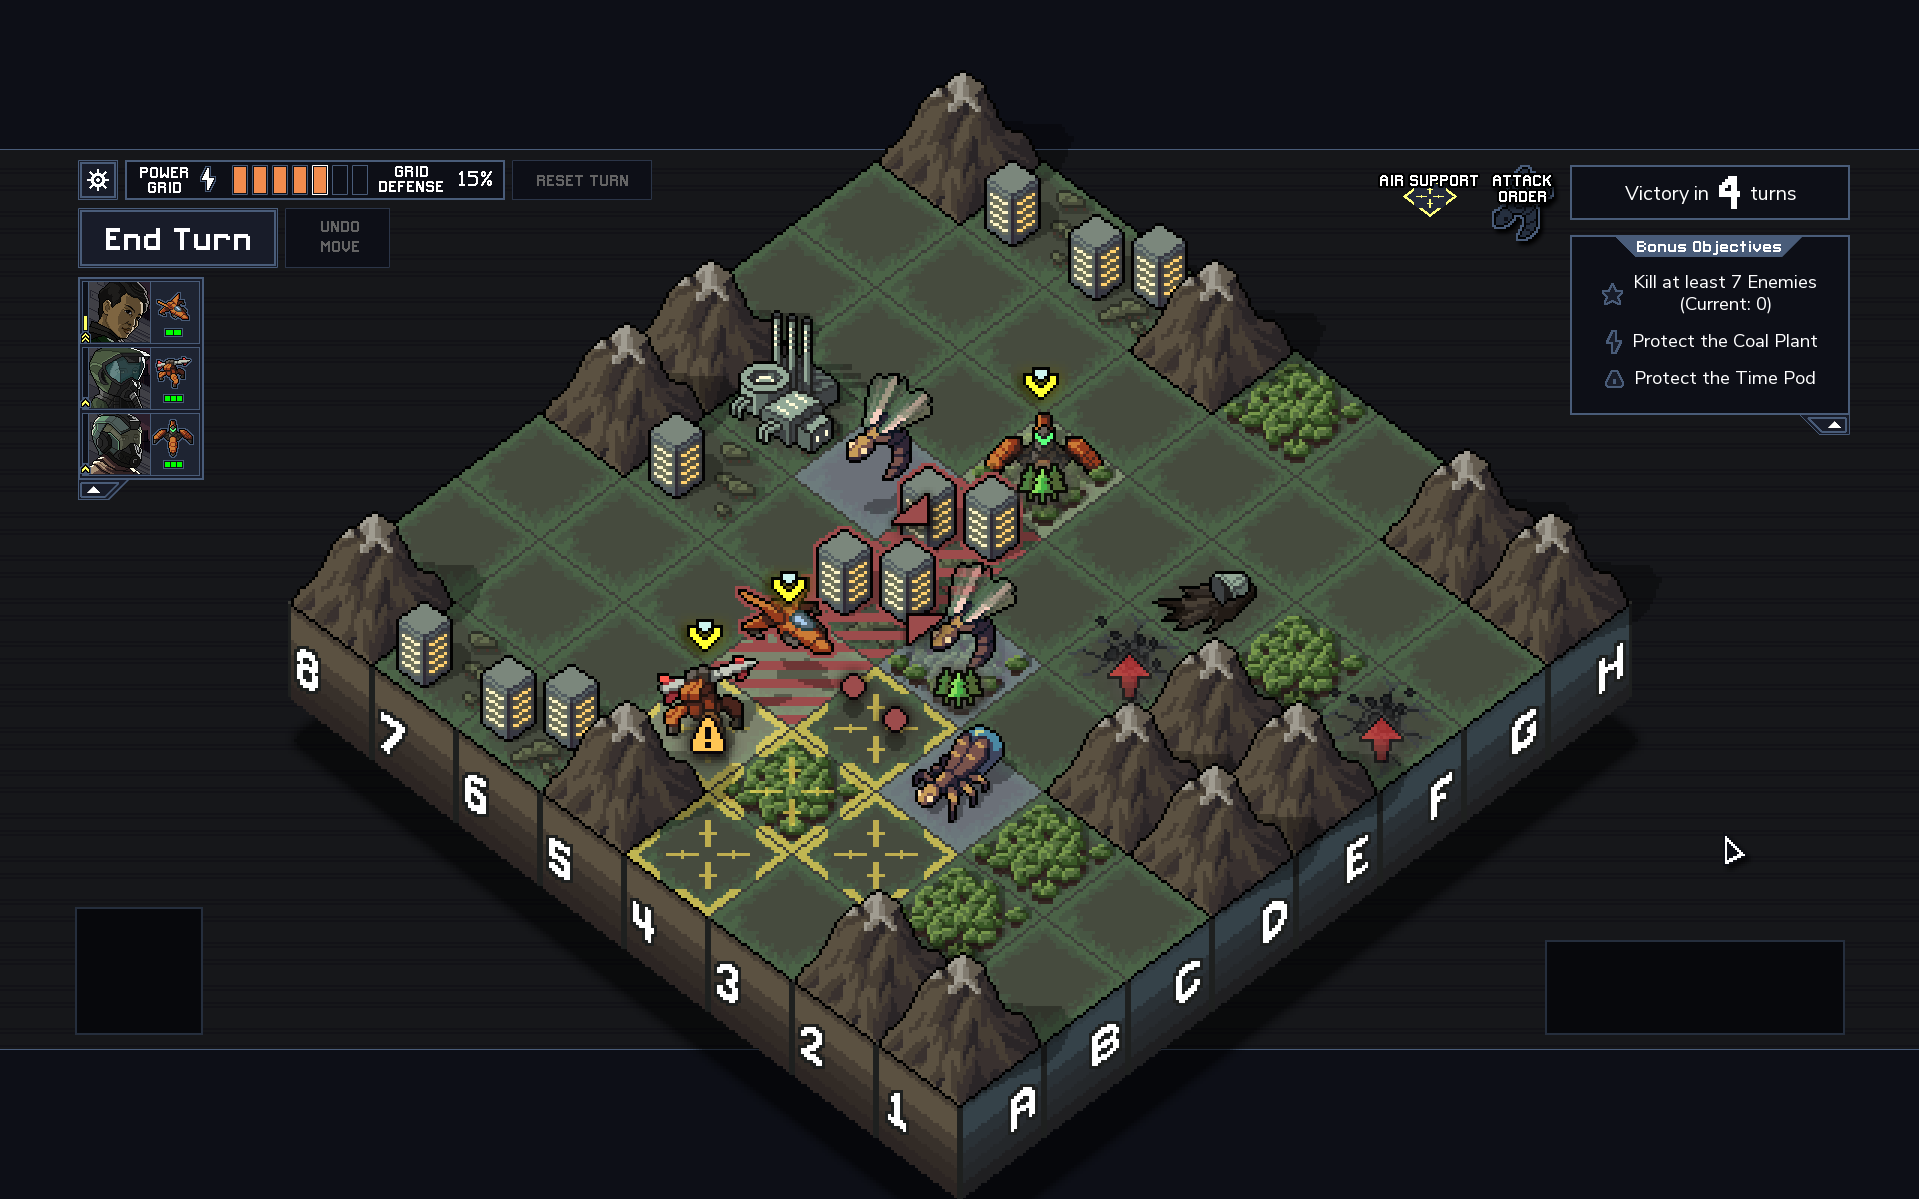 POWER
GRID
GRID
DEFENSE
15%
RESET TURN
End Turn
UNDO
MOVE
AIR SUPPORT
ATTACK
ORDER
Victory in 4 turns
Bonus Objectives
Kill at least 7 Enemies
(Current: 0)
Protect the Coal Plant
Protect the Time Pod
8
7
6
5
4
3
2
1
A
B
C
D
E
F
G
H